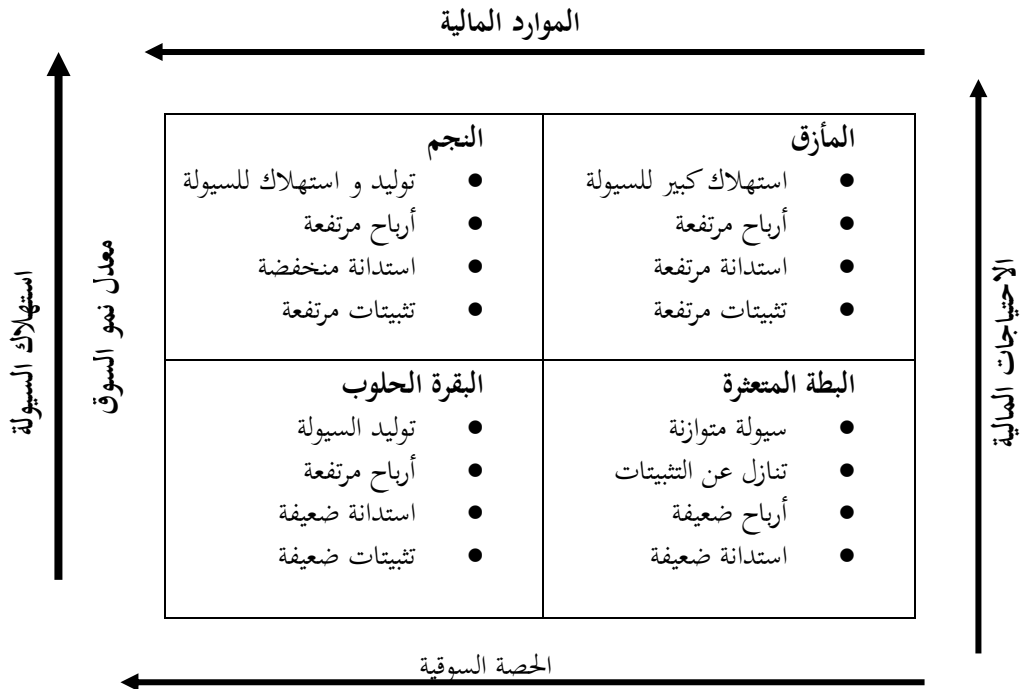 الموارد المالية
المأزق
● استهلاك كبير للسيولة
● أرباح مرتفعة
● استدانة مرتفعة
● تثبيتات مرتفعة
النجم
● توليد و استهلاك للسيولة
● أرباح مرتفعة
● استدانة منخفضة
● تثبيتات مرتفعة
البطة المتعثرة
● سيولة متوازنة
● تنازل عن التثبيتات
● أرباح ضعيفة
● استدانة ضعيفة
البقرة الحلوب
● توليد السيولة
● أرباح مرتفعة
● استدانة ضعيفة
● تثبيتات ضعيفة
الاحتياجات المالية
معدل نمو السوق
استهلاك السيولة
الحصة السوقية